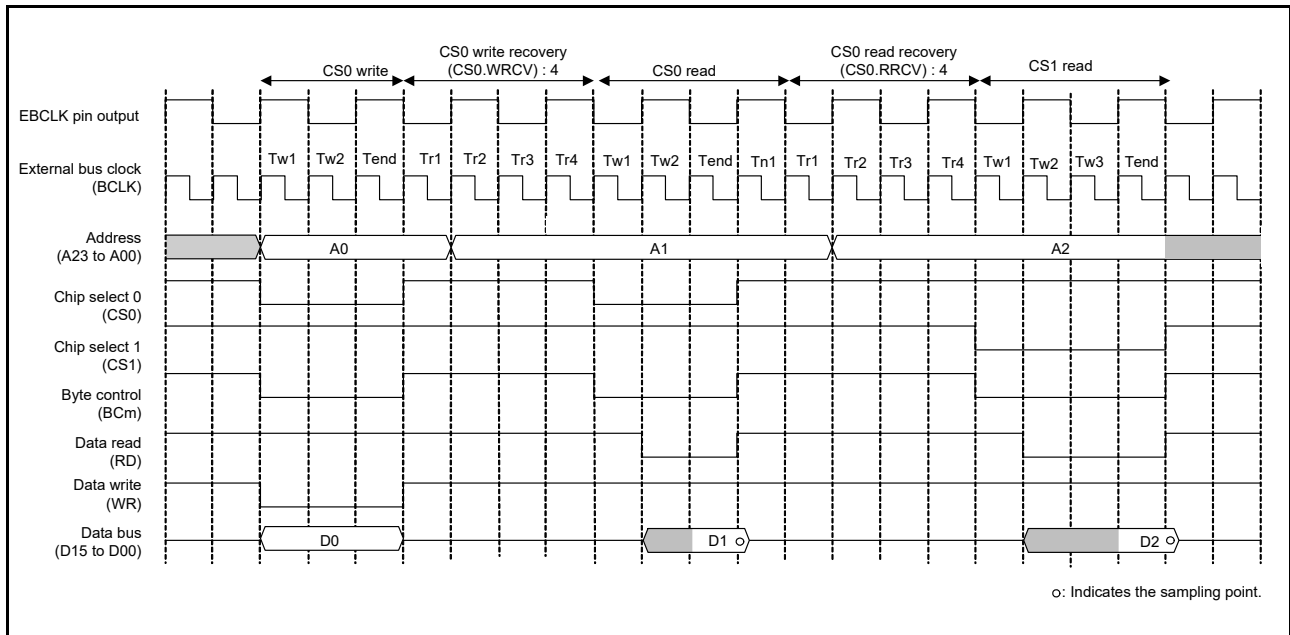 CS0 write
CS0 write recovery
(CS0.WRCV) : 4
CS0 read
CS0 read recovery
(CS0.RRCV) : 4
CS1 read
EBCLK pin output
External bus clock
(BCLK)
Tw1 Tw2 Tend Tr1 Tr2 Tr3 Tr4 Tw1 Tw2 Tend Tn1 Tr1 Tr2 Tr3 Tr4 Tw1 Tw2 Tw3 Tend
Address
(A23 to A00)
A0 A1 A2
Chip select 0
(CS0)
Chip select 1
(CS1)
Byte control
(BCm)
Data read
(RD)
Data write
(WR)
Data bus
(D15 to D00)
D0 D1 D2
o: Indicates the sampling point.